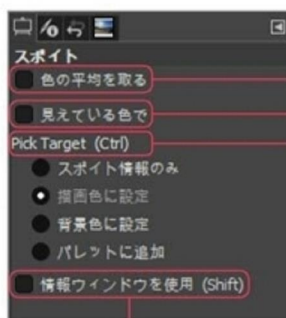 スポイト
色の平均を取る
見えている色で
Pick Target (Ctrl)
スポイト情報のみ
描画色に設定
背景色に設定
パレットに追加
情報ウィンドウを使用 (Shift)